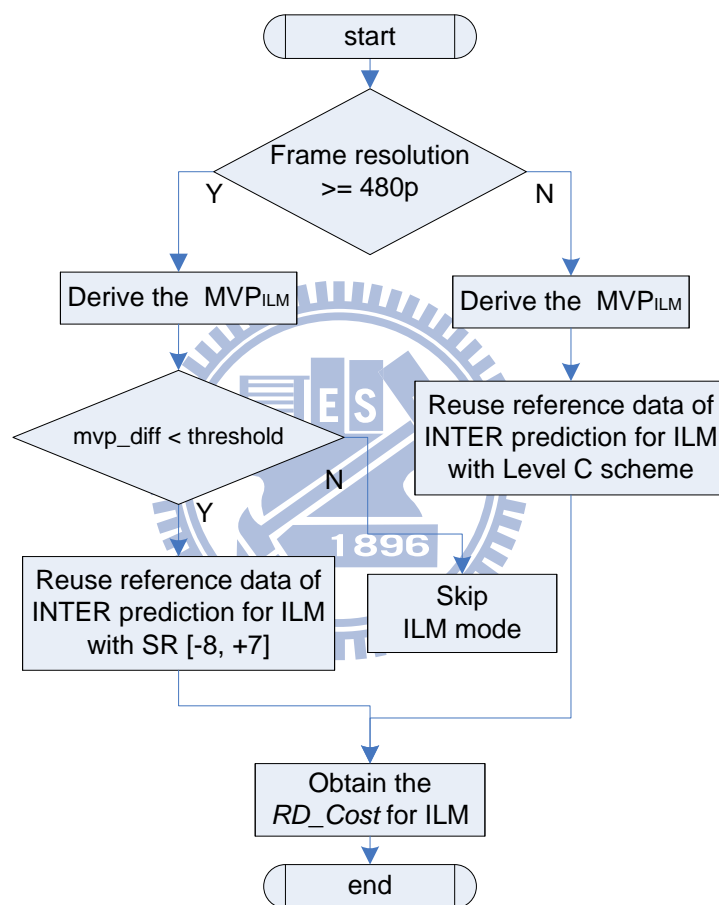 start
Frame resolution
>= 480p
Y
N
Derive the MVPILM
Derive the MVPILM
mvp_diff < threshold
Reuse reference data of
INTER prediction for ILM
with Level C scheme
N
Y
ES
1896
Reuse reference data of
INTER prediction for ILM
with SR [-8, +7]
Skip
ILM mode
Obtain the
RD_Cost for ILM
end